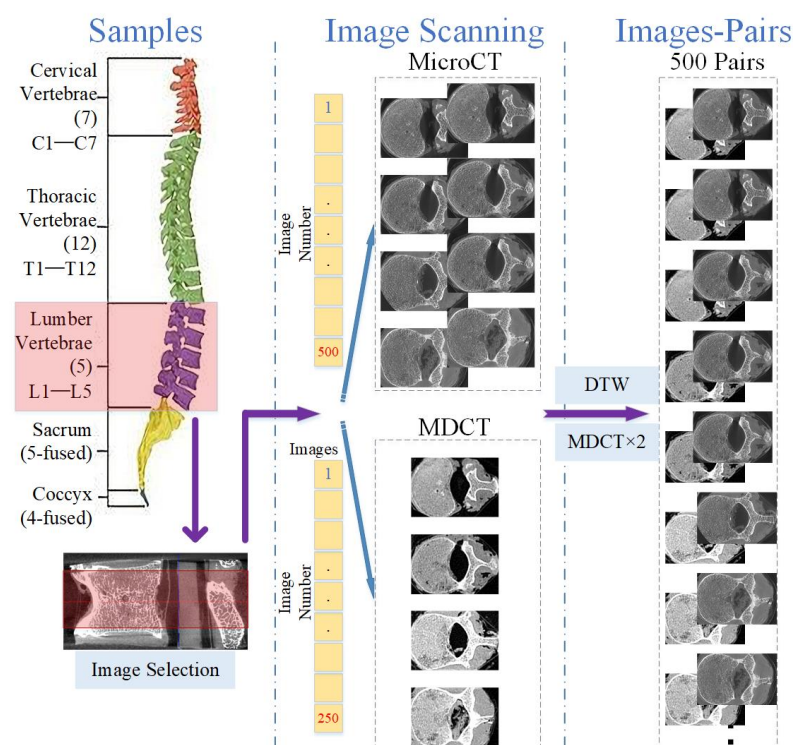 Samples
Image Scanning
Images-Pairs
Cervical
Vertebrae
(7)
C1—C7
Thoracic
Vertebrae
(12)
T1—T12
Lumber
Vertebrae
(5)
L1—L5
Sacrum
(5-fused)
Coccyx
(4-fused)
Image Selection
MicroCT
1
.
.
.
500
Image
Number
MDCT
Images
1
.
.
.
250
Image
Number
DTW
MDCT×2
500 Pairs